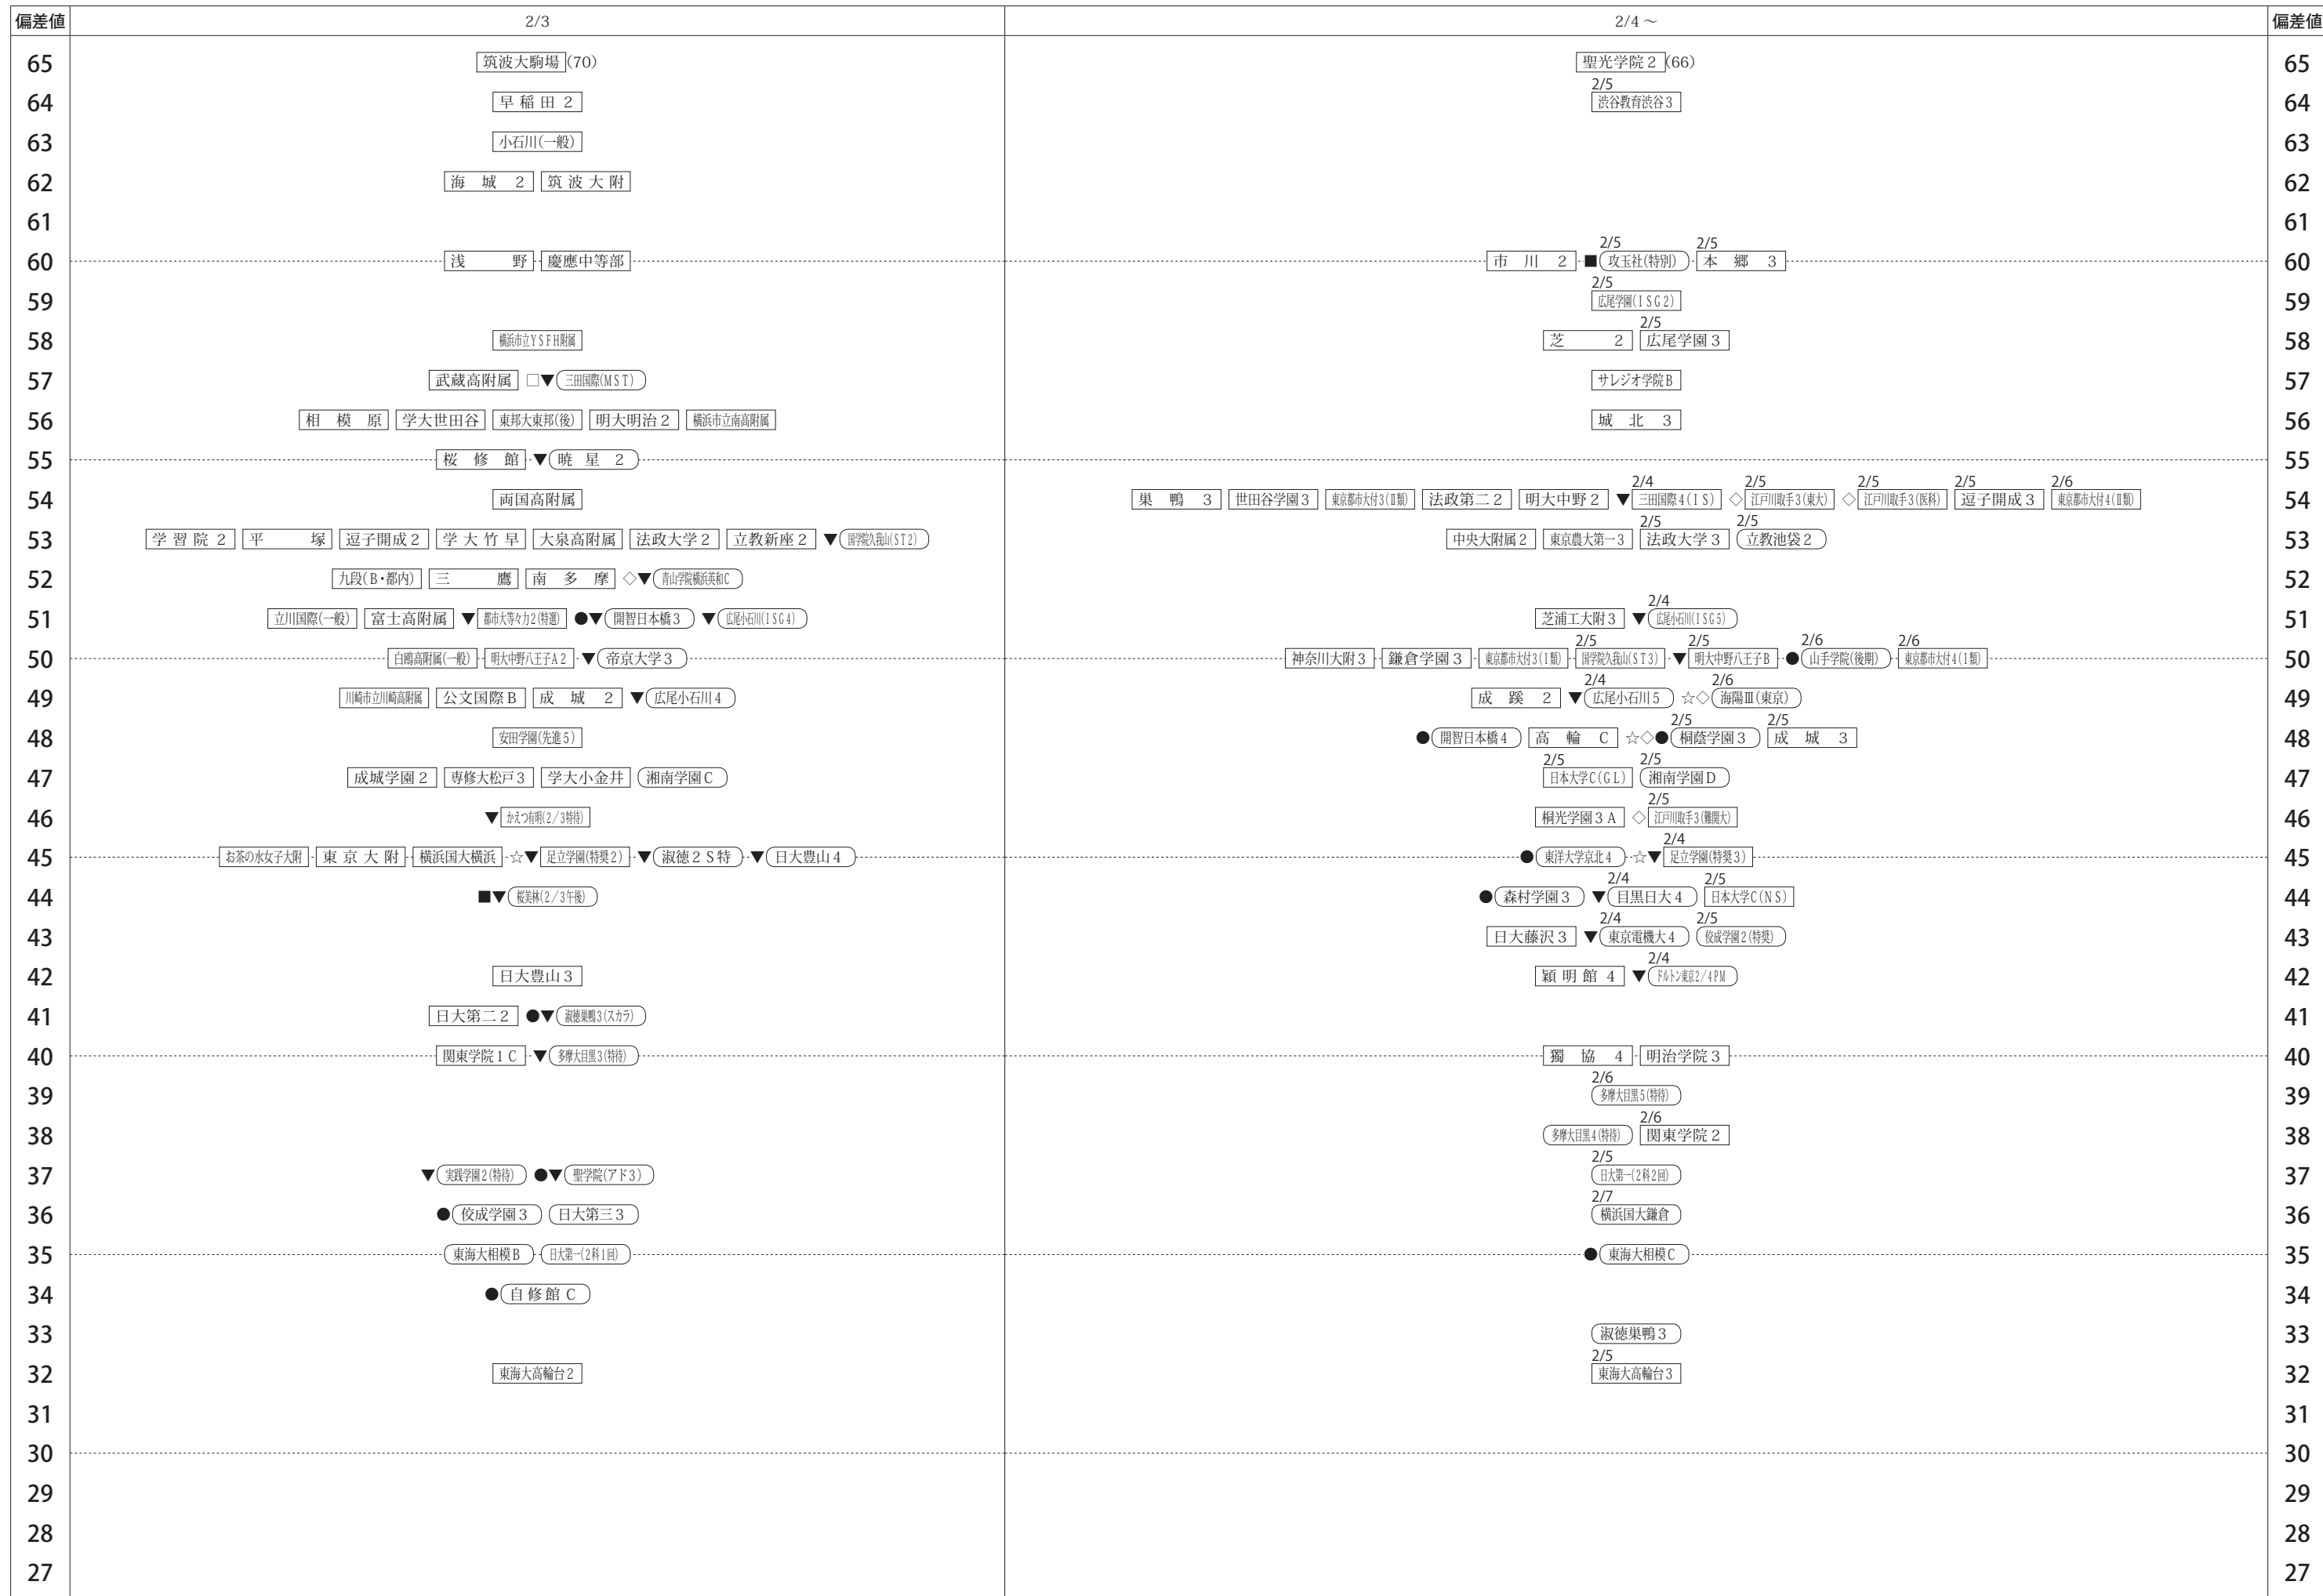 偏差値 2/3 2/4～ 偏差値
65 筑波大駒場(70) 聖光学院2(66) 65
2/5
64 早稲田2 渋谷教育渋谷3 64
63 小石川(一般) 63
62 海城2 筑波大附 62
61 61
2/5 2/5
60 浅野 慶應中等部 市川2 ■攻玉社(特別) 本郷3 60
2/5
59 広尾学園(ISG2) 59
2/5
58 横浜市立YSFH附属 芝2 広尾学園3 58
57 武蔵高附属 □▼三田国際(MST) サレジオ学院B 57
56 相模原 学大世田谷 東邦大東邦(後) 明大明治2 横浜市立南高附属 城北3 56
55 桜修館 ▼暁星2 55
2/4 2/5 2/5 2/5 2/6
54 両国高附属 巣鴨3 世田谷学園3 東京都市大付3(Ⅱ類) 法政第二2 明大中野2 ▼三田国際4(IS) ◇江戸川取手3(東大) ◇江戸川取手3(医科) 逗子開成3 東京都市大付4(Ⅱ類) 54
2/5 2/5
53 学習院2 平塚 逗子開成2 学大竹早 大泉高附属 法政大学2 立教新座2 ▼国学院久我山(ST2) 中央大附属2 東京農大第一3 法政大学3 立教池袋2 53
52 九段(B・都内) 三鷹 南多摩 ◇▼青山学院横浜英和C 52
2/4
51 立川国際(一般) 富士高附属 ▼都市大等々力2(特選) ●▼開智日本橋3 ▼広尾小石川(ISG4) 芝浦工大附3 ▼広尾小石川(ISG5) 51
2/5 2/5 2/6 2/6
50 白鷗高附属(一般) 明大中野八王子A2 ▼帝京大学3 神奈川大附3 鎌倉学園3 東京都市大付3(Ⅰ類) 国学院久我山(ST3) ▼明大中野八王子B ●山手学院(後期) 東京都市大付4(Ⅰ類) 50
2/4 2/6
49 川崎市立川崎高附属 公文国際B 成城2 ▼広尾小石川4 成蹊2 ▼広尾小石川5 ☆◇海陽Ⅲ(東京) 49
2/5 2/5
48 安田学園(先進5) ●開智日本橋4 高輪C ☆◇●桐蔭学園3 成城3 48
2/5 2/5
47 成城学園2 専修大松戸3 学大小金井 湘南学園C 日本大学C(GL) 湘南学園D 47
2/5
46 ▼かえつ有明(2/3特待) 桐光学園3A ◇江戸川取手3(難関大) 46
2/4
45 お茶の水女子大附 東京大附 横浜国大横浜 ☆▼足立学園(特奨2) ▼淑徳2S特 ▼日大豊山4 ●東洋大学京北4 ☆▼足立学園(特奨3) 45
2/4 2/5
44 ■▼桜美林(2/3午後) ●森村学園3 ▼目黒日大4 日本大学C(NS) 44
2/4 2/5
43 日大藤沢3 ▼東京電機大4 佼成学園2(特奨) 43
2/4
42 日大豊山3 穎明館4 ▼ドルトン東京2/4PM 42
41 日大第二2 ●▼淑徳巣鴨3(スカラ) 41
40 関東学院1C ▼多摩大目黒3(特待) 獨協4 明治学院3 40
2/6
39 多摩大目黒5(特待) 39
2/6
38 多摩大目黒4(特待) 関東学院2 38
2/5
37 ▼実践学園2(特待) ●▼聖学院(アド3) 日大第一(2科2回) 37
2/7
36 ●佼成学園3 日大第三3 横浜国大鎌倉 36
35 東海大相模B 日大第一(2科1回) ●東海大相模C 35
34 ●自修館C 34
33 淑徳巣鴨3 33
2/5
32 東海大高輪台2 東海大高輪台3 32
31 31
30 30
29 29
28 28
27 27